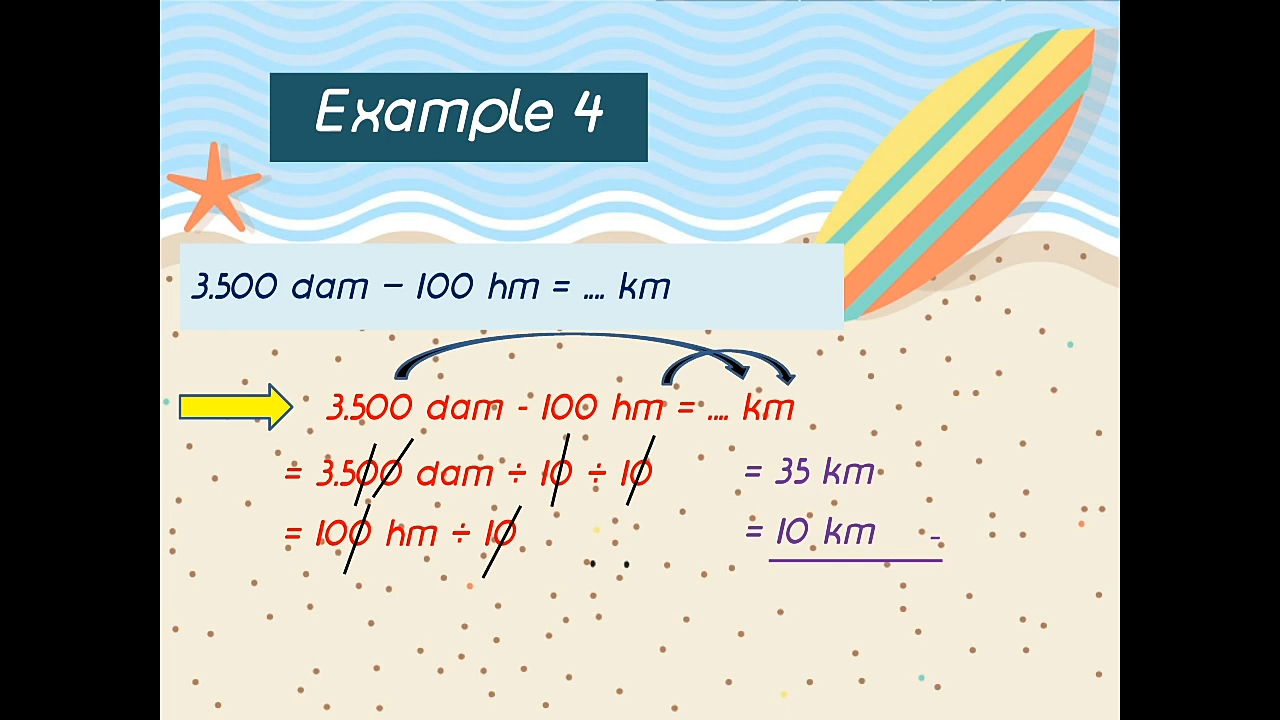 Example 4
3.500 dam – 100 hm = .... km
3.500 dam - 100 hm = .... km
= 3.500 dam ÷ 10 ÷ 10 = 35 km
= 100 hm ÷ 10 = 10 km -